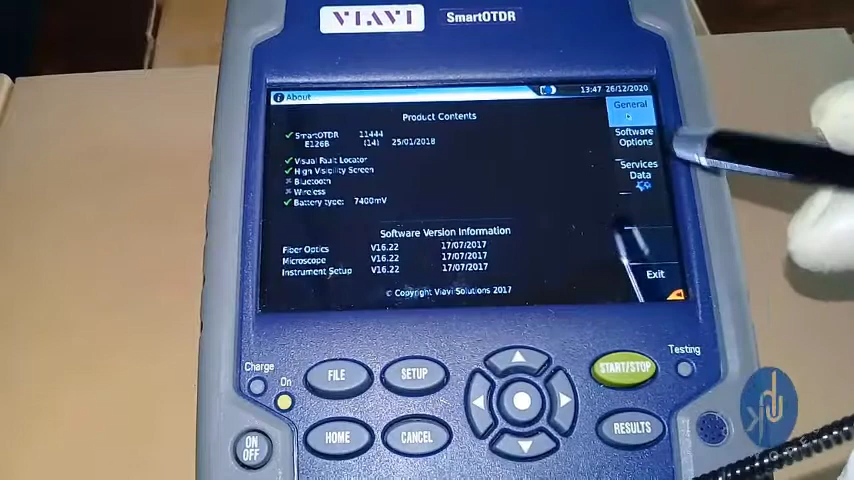 VIAVI SmartOTDR
About 13:47 26/12/2020
General
Product Contents
SmartOTDR 11444
E126B (14) 25/01/2018
Software
Options
Visual Fault Locator
High Visibility Screen
Bluetooth
Wireless
Battery type: 7400mV
Services
Data
Software Version Information
Fiber Optics V16.22 17/07/2017
Microscope V16.22 17/07/2017
Instrument Setup V16.22 17/07/2017
Exit
© Copyright Viavi Solutions 2017
Charge
On
Testing
FILE
SETUP
START/STOP
ON
OFF
HOME
CANCEL
RESULTS